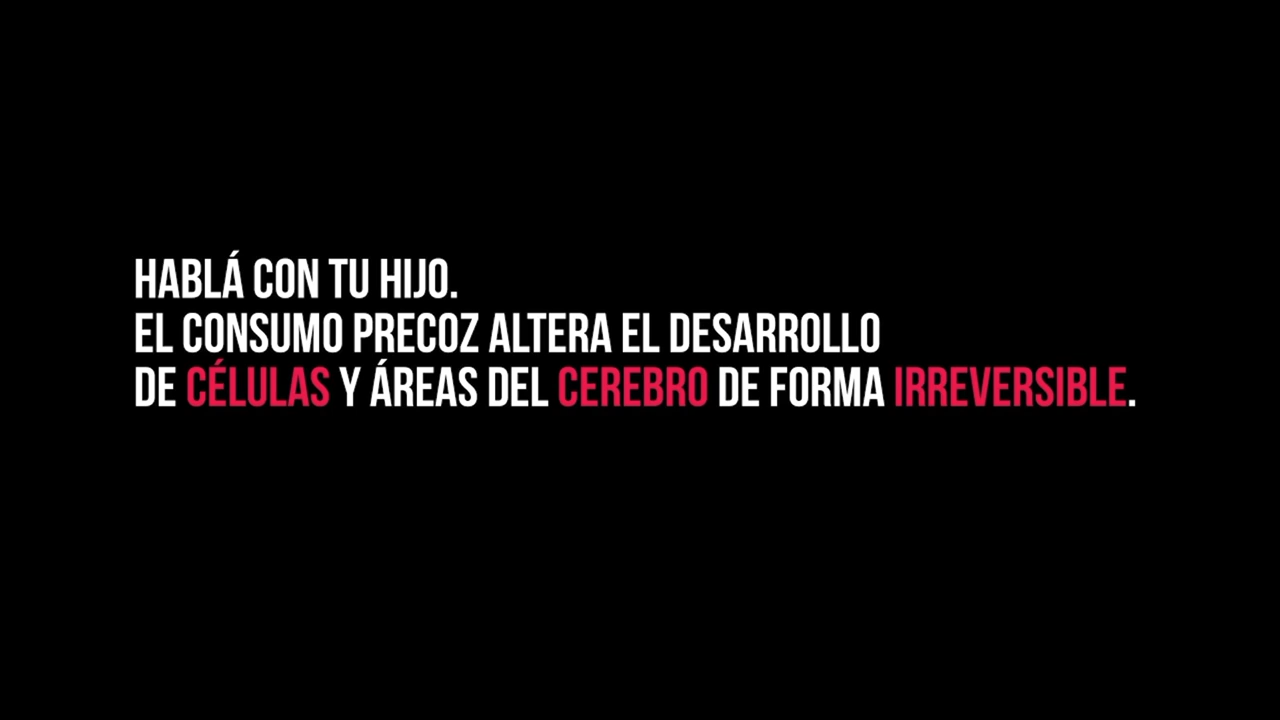 HABLÁ CON TU HIJO.
EL CONSUMO PRECOZ ALTERA EL DESARROLLO
DE CÉLULAS Y ÁREAS DEL CEREBRO DE FORMA IRREVERSIBLE.